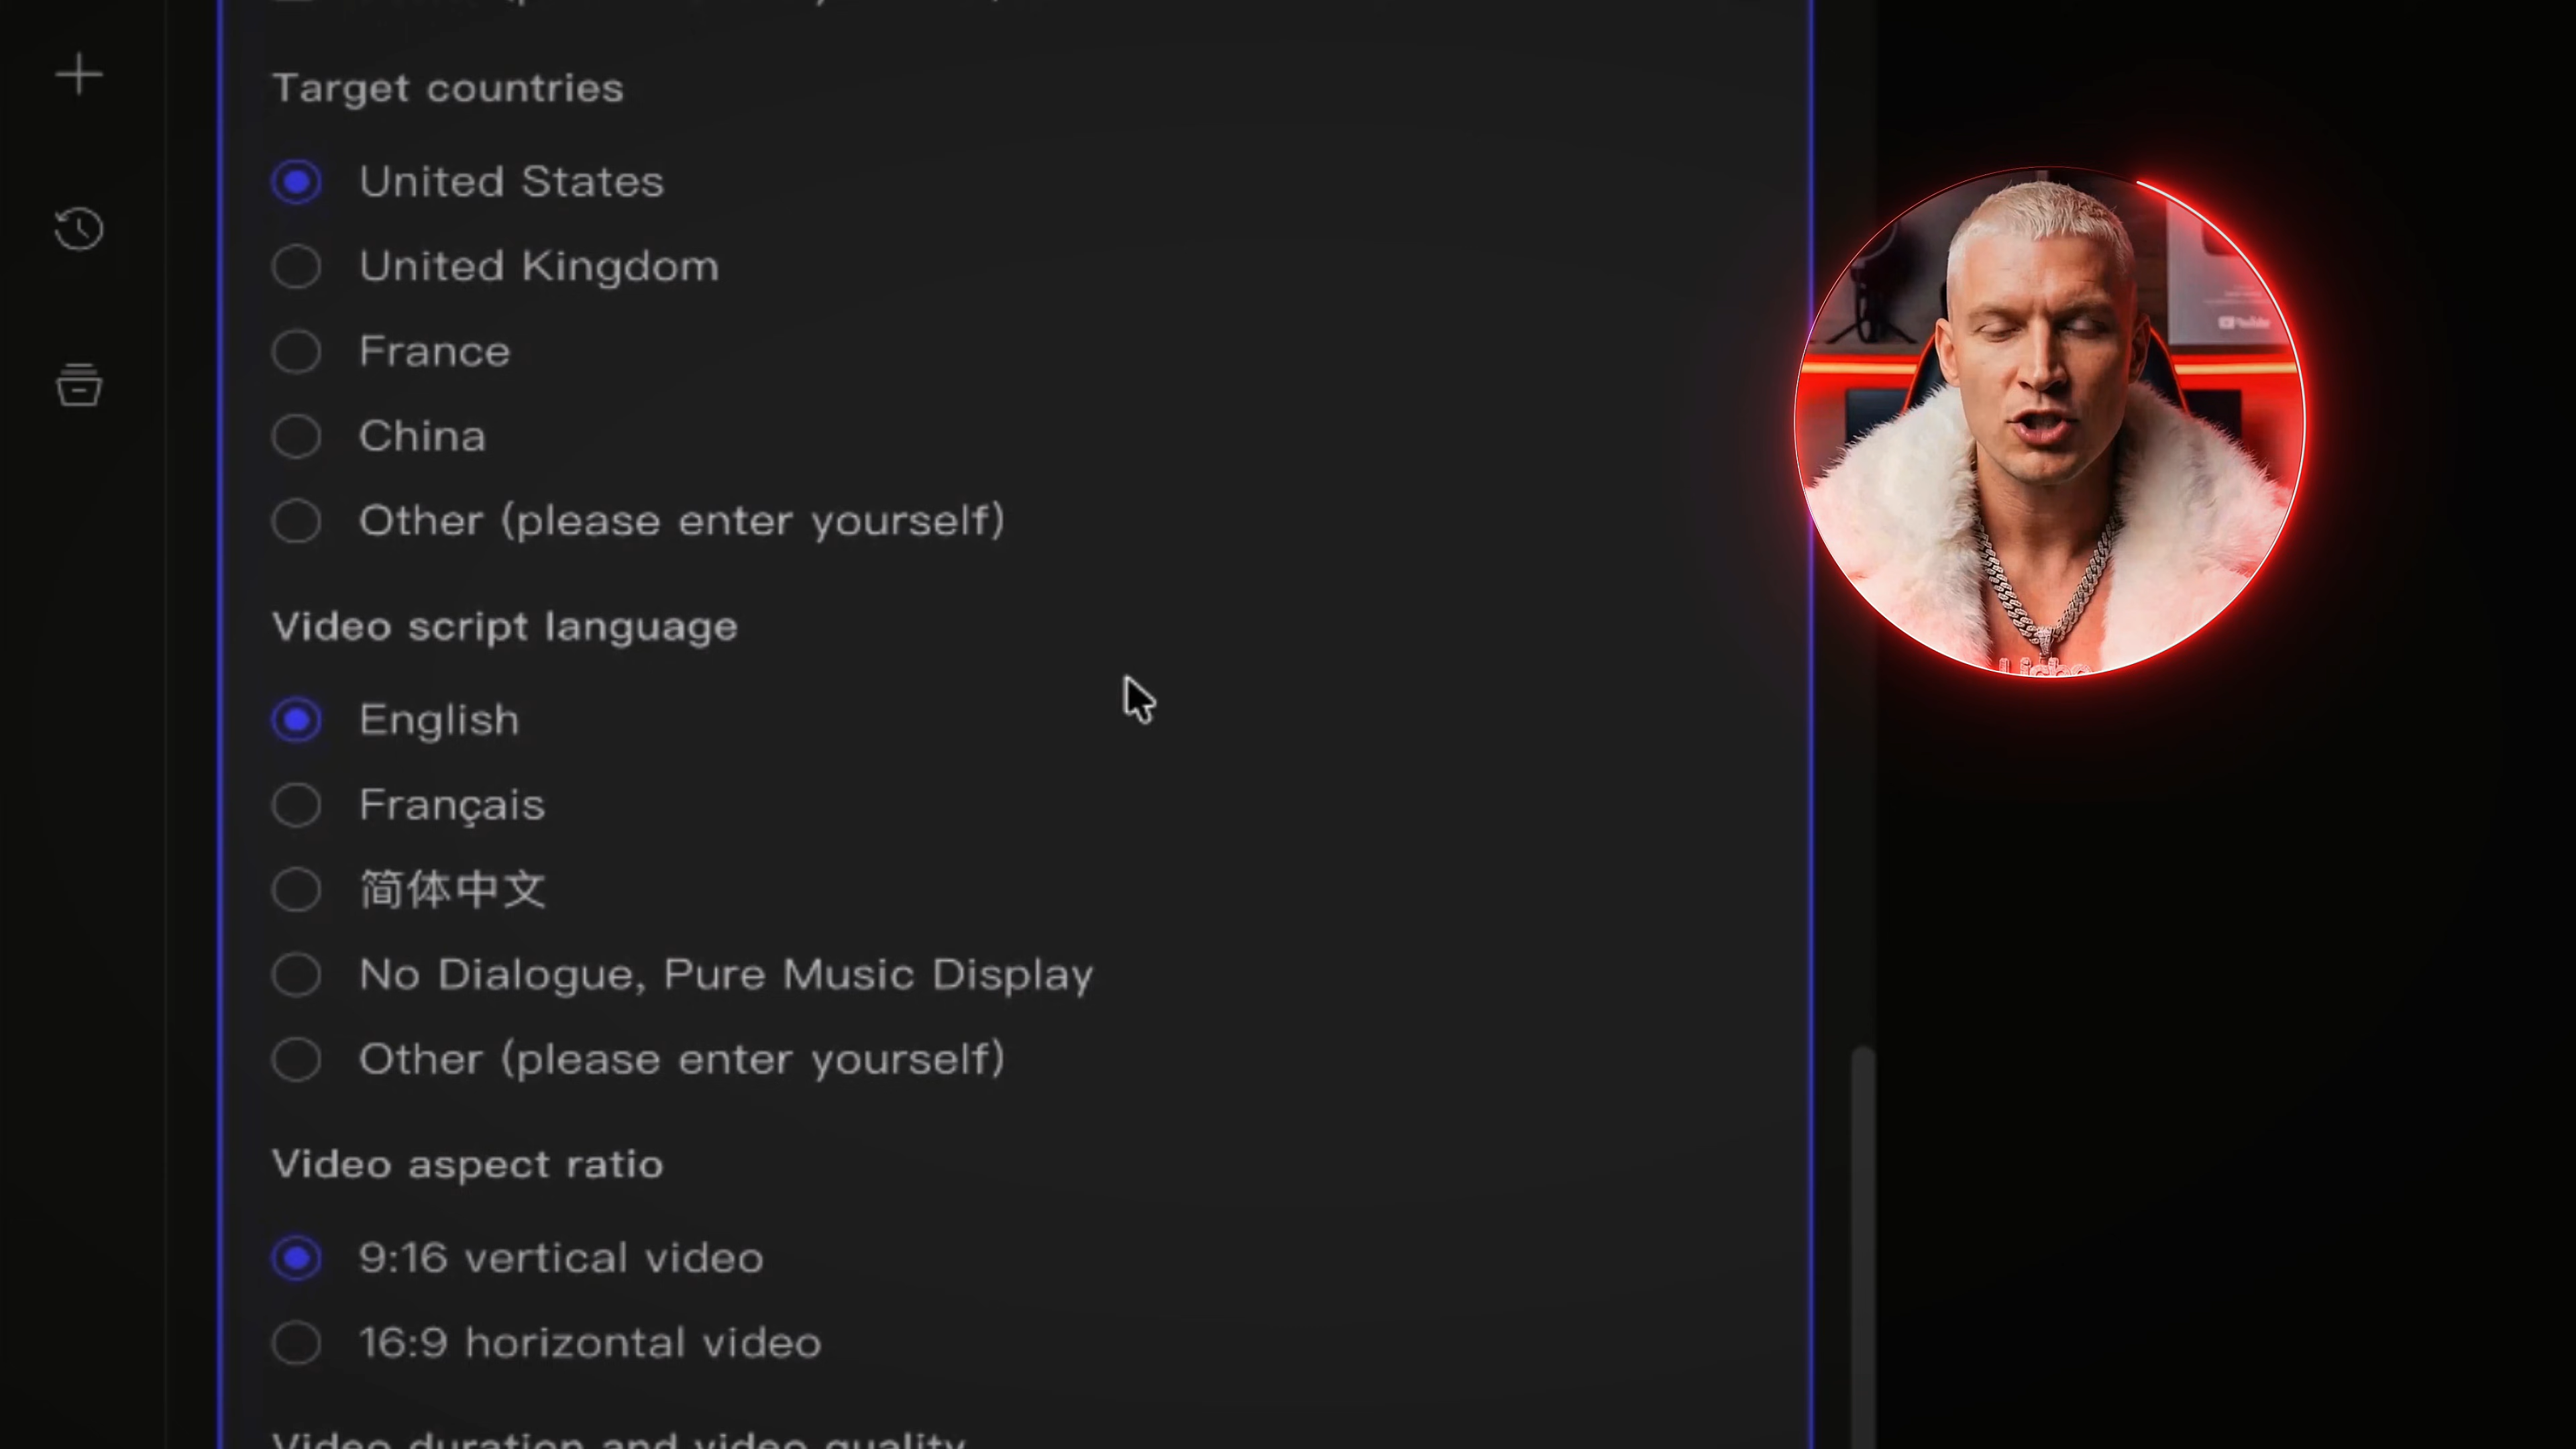 Target countries
United States
United Kingdom
France
China
Other (please enter yourself)
Video script language
English
Français
简体中文
No Dialogue, Pure Music Display
Other (please enter yourself)
Video aspect ratio
9:16 vertical video
16:9 horizontal video
Video duration and video quality
YouTube